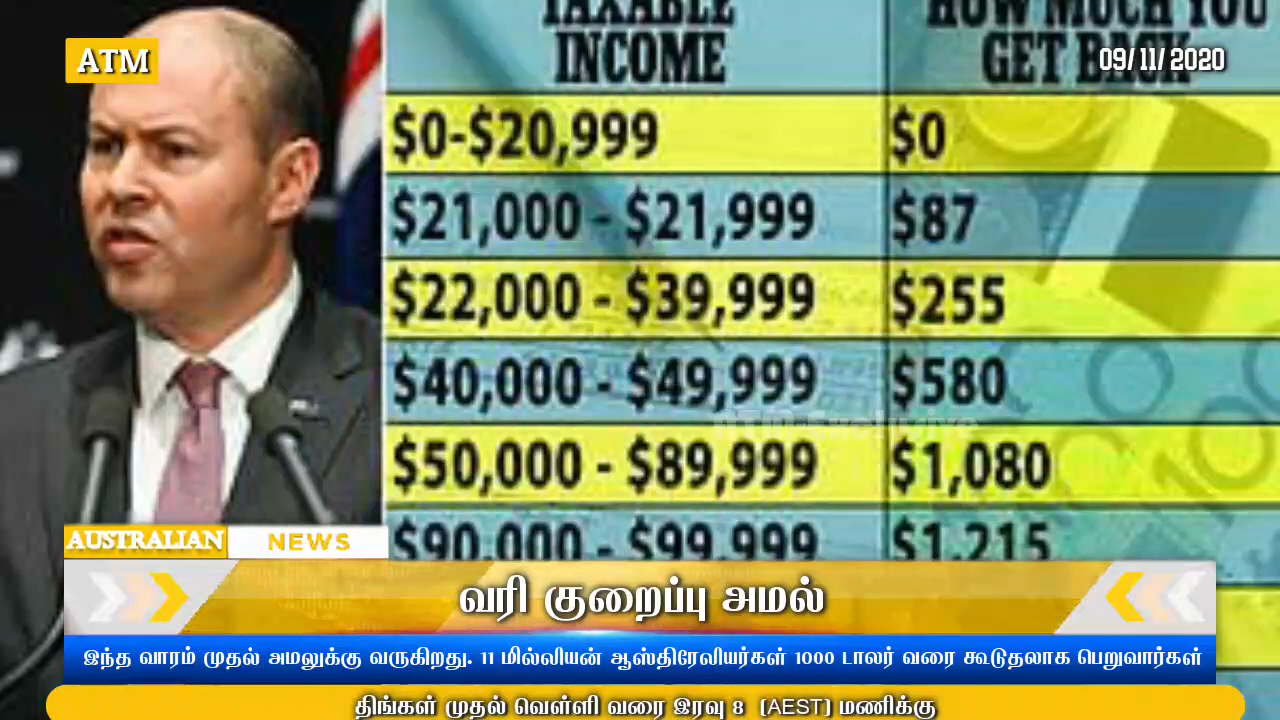 ATM
TAXABLE INCOME
HOW MUCH YOU GET BACK
09/11/2020
$0-$20,999 $0
$21,000 - $21,999 $87
$22,000 - $39,999 $255
$40,000 - $49,999 $580
ATM Exclusive
$50,000 - $89,999 $1,080
$90,000 - $99,999 $1,215
AUSTRALIAN NEWS
வரி குறைப்பு அமல்
இந்த வாரம் முதல் அமலுக்கு வருகிறது. 11 மில்லியன் ஆஸ்திரேலியர்கள் 1000 டாலர் வரை கூடுதலாக பெறுவார்கள்
திங்கள் முதல் வெள்ளி வரை இரவு 8 (AEST) மணிக்கு